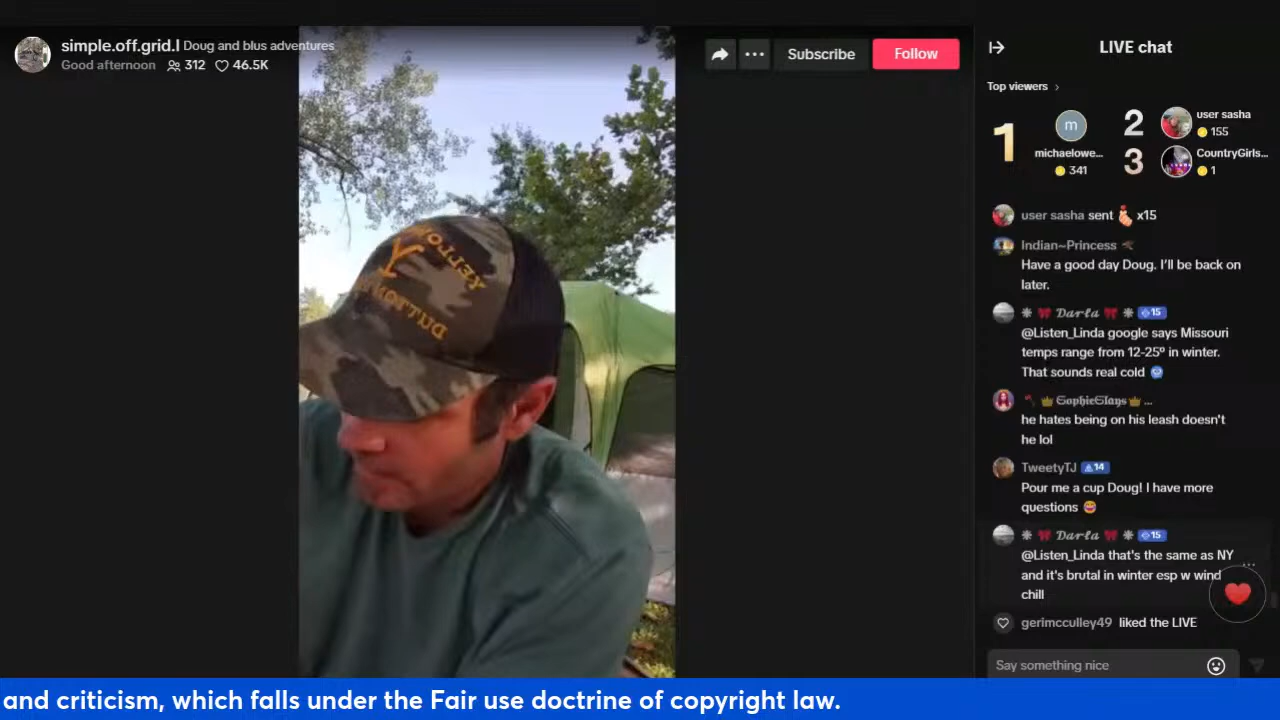 simple.off.grid.l Doug and blus adventures
Good afternoon 312 46.5K
Subscribe
Follow
YELLOWSTONE
DUTTON RANCH
LIVE chat
Top viewers >
1
m
michaelowe...
341
2
user sasha
155
3
CountryGirls...
1
user sasha sent x15
Indian~Princess
Have a good day Doug. I'll be back on
later.
𝓓𝓪𝓻𝓵𝓪 15
@Listen_Linda google says Missouri
temps range from 12-25º in winter.
That sounds real cold
𝕾𝖔𝖕𝖍𝖎𝖊𝕾𝖑𝖆𝖞𝖘 ...
he hates being on his leash doesn't
he lol
TweetyTJ 14
Pour me a cup Doug! I have more
questions
𝓓𝓪𝓻𝓵𝓪 15
@Listen_Linda that's the same as NY
and it's brutal in winter esp w wind
chill
gerimcculley49 liked the LIVE
Say something nice
and criticism, which falls under the Fair use doctrine of copyright law.